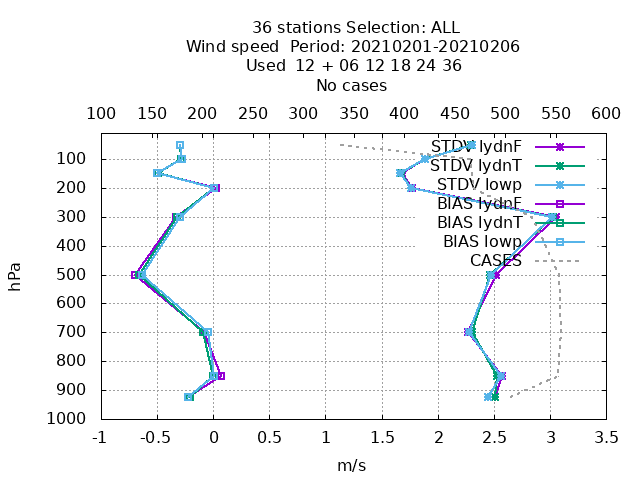 36 stations Selection: ALL
Wind speed  Period: 20210201-20210206
Used  12 + 06 12 18 24 36
No cases
100 150 200 250 300 350 400 450 500 550 600
STDV lydnF
STDV lydnT
STDV lowp
BIAS lydnF
BIAS lydnT
BIAS lowp
CASES
100
200
300
400
500
600
700
800
900
1000
hPa
-1 -0.5 0 0.5 1 1.5 2 2.5 3 3.5
m/s